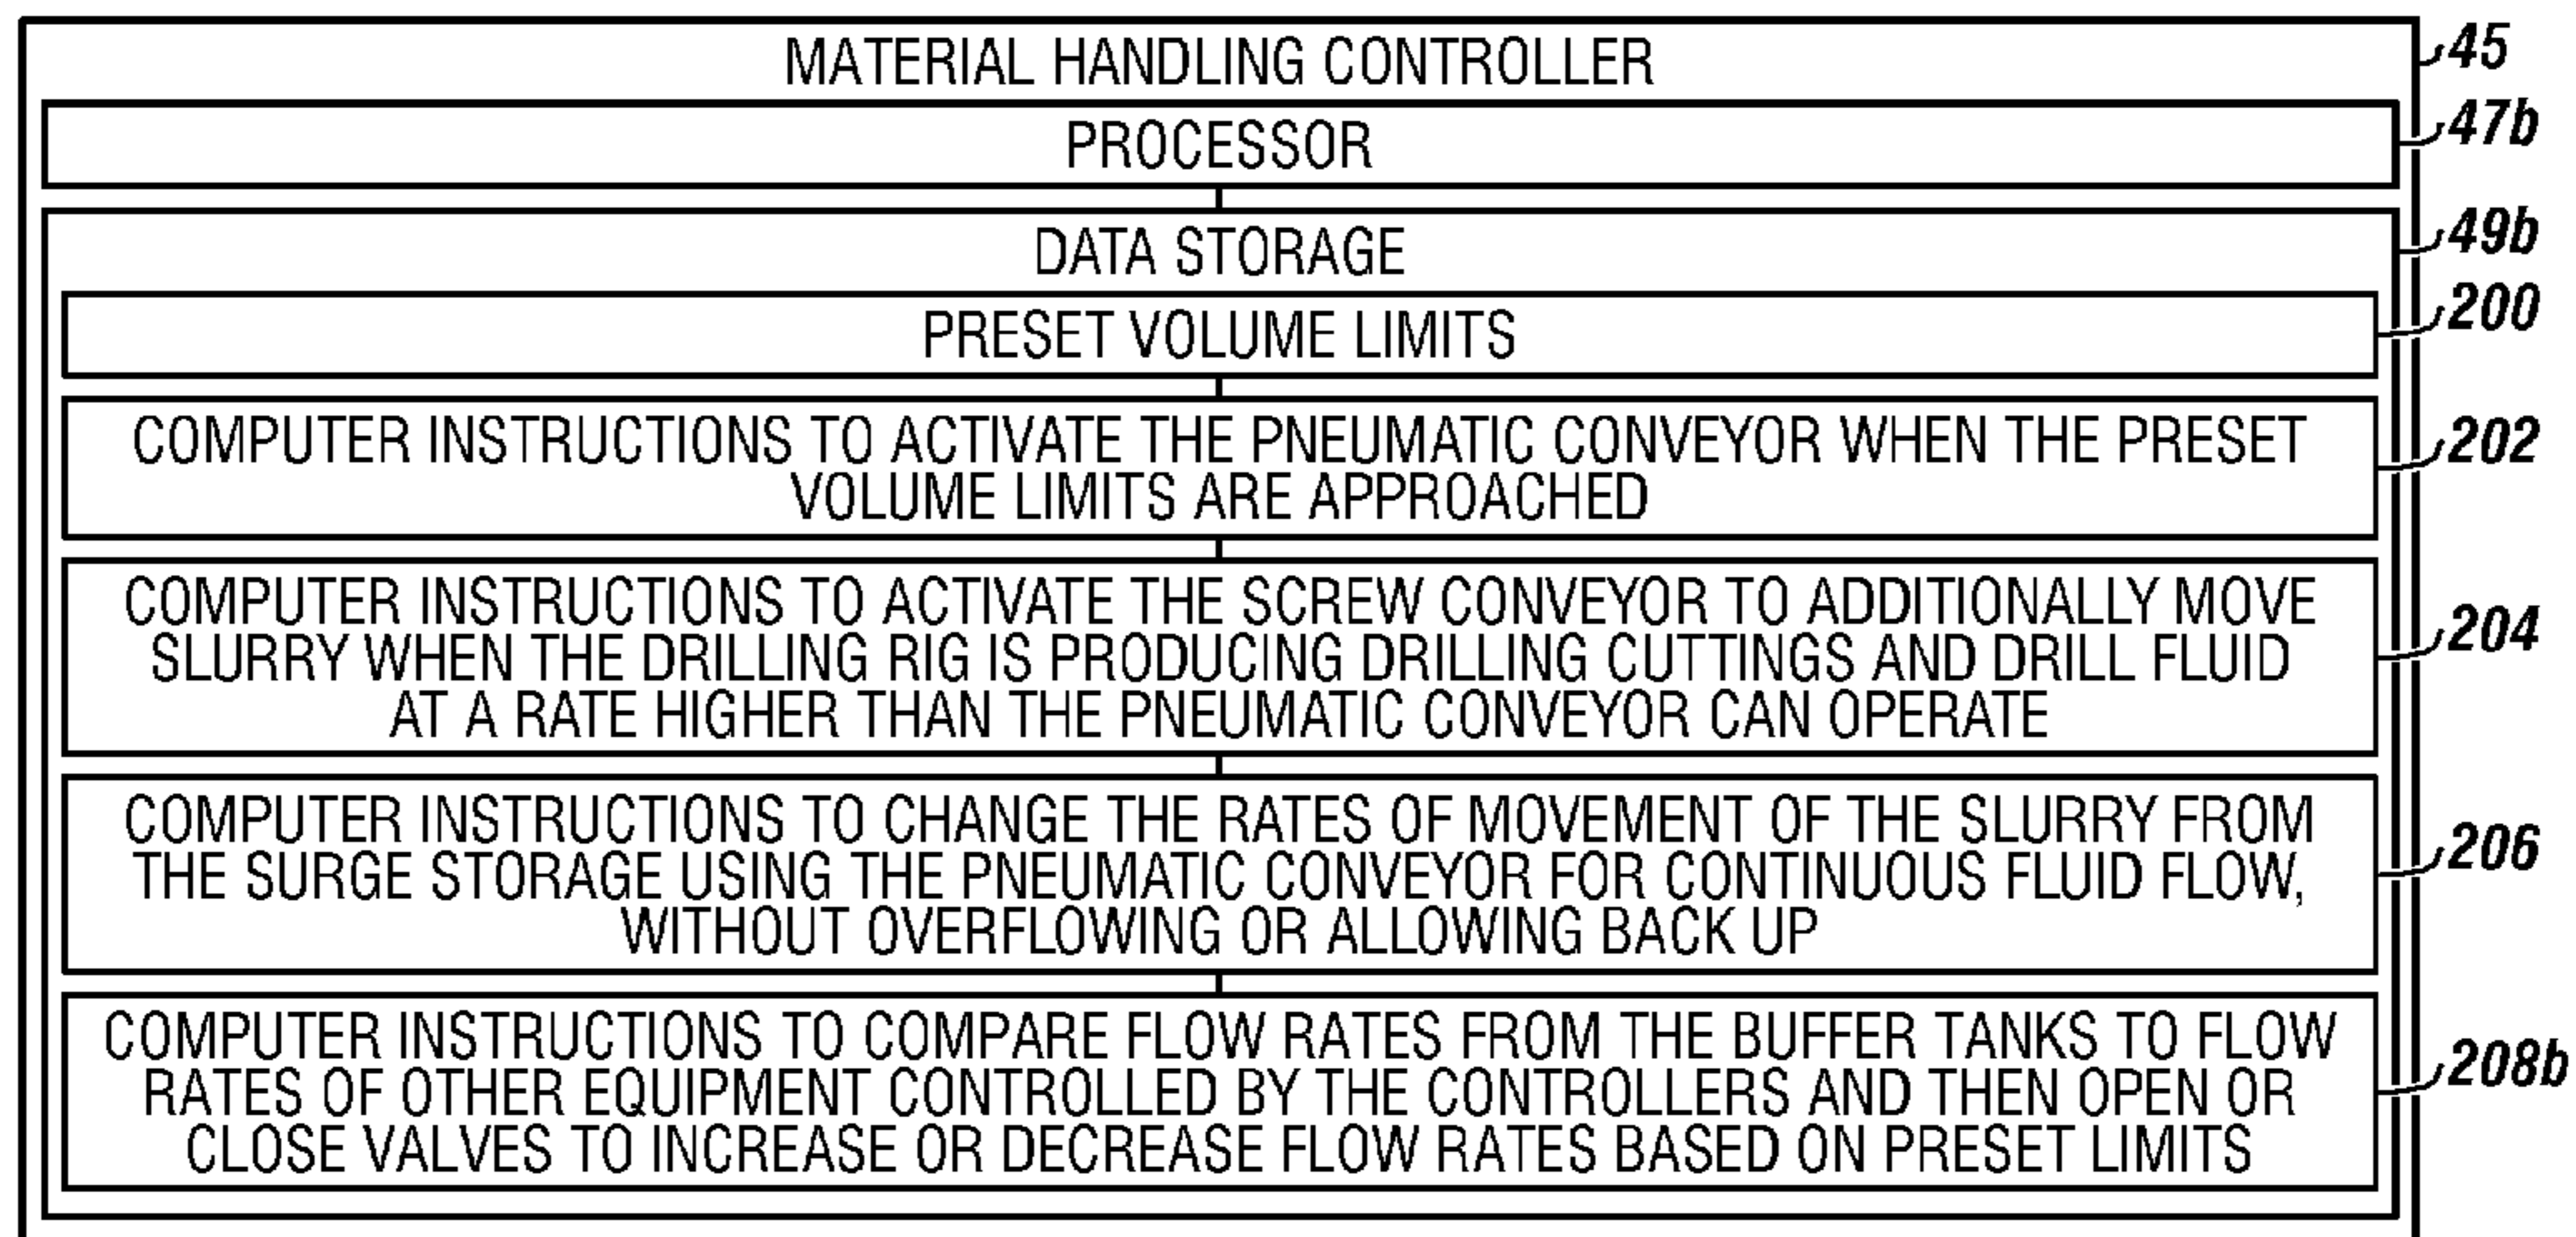 MATERIAL HANDLING CONTROLLER
45
PROCESSOR
47b
DATA STORAGE
49b
PRESET VOLUME LIMITS
200
COMPUTER INSTRUCTIONS TO ACTIVATE THE PNEUMATIC CONVEYOR WHEN THE PRESET
VOLUME LIMITS ARE APPROACHED
202
COMPUTER INSTRUCTIONS TO ACTIVATE THE SCREW CONVEYOR TO ADDITIONALLY MOVE
SLURRY WHEN THE DRILLING RIG IS PRODUCING DRILLING CUTTINGS AND DRILL FLUID
AT A RATE HIGHER THAN THE PNEUMATIC CONVEYOR CAN OPERATE
204
COMPUTER INSTRUCTIONS TO CHANGE THE RATES OF MOVEMENT OF THE SLURRY FROM
THE SURGE STORAGE USING THE PNEUMATIC CONVEYOR FOR CONTINUOUS FLUID FLOW,
WITHOUT OVERFLOWING OR ALLOWING BACK UP
206
COMPUTER INSTRUCTIONS TO COMPARE FLOW RATES FROM THE BUFFER TANKS TO FLOW
RATES OF OTHER EQUIPMENT CONTROLLED BY THE CONTROLLERS AND THEN OPEN OR
CLOSE VALVES TO INCREASE OR DECREASE FLOW RATES BASED ON PRESET LIMITS
208b